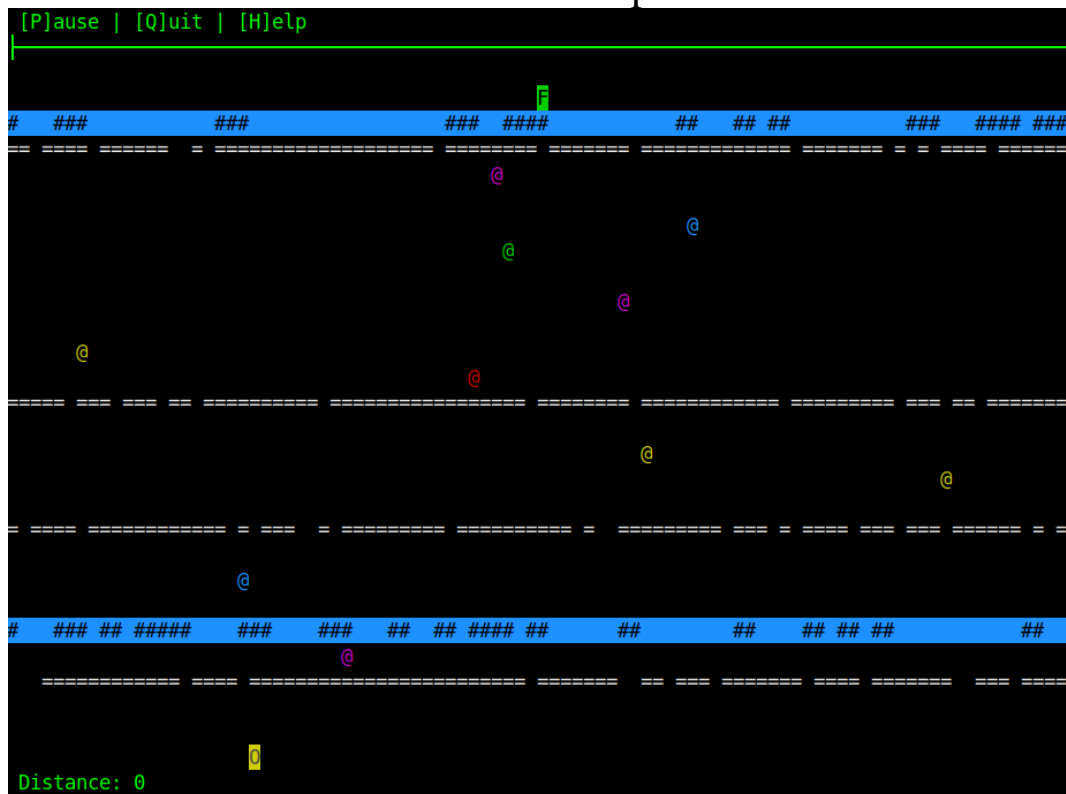 [P]ause | [Q]uit | [H]elp
F
#   ###           ###                 ###  ####           ##   ## ##          ###   #### ###
== ==== ======  = =================== ======== ======= ============= ======= = = ==== ======
@
@
@
@
@
@
===== === === == ========== ================= ======== ============ ========= === == =======
@
@
= ==== ============ = ===  = ========= ========== =  ========= === = ==== === === ====== = =
@
#   ### ## #####    ###    ###   ##  ## #### ##      ##        ##    ## ## ##           ##
@
============ ==== ======================== =======  == === ======= ==== =======  === ====
O
Distance: 0